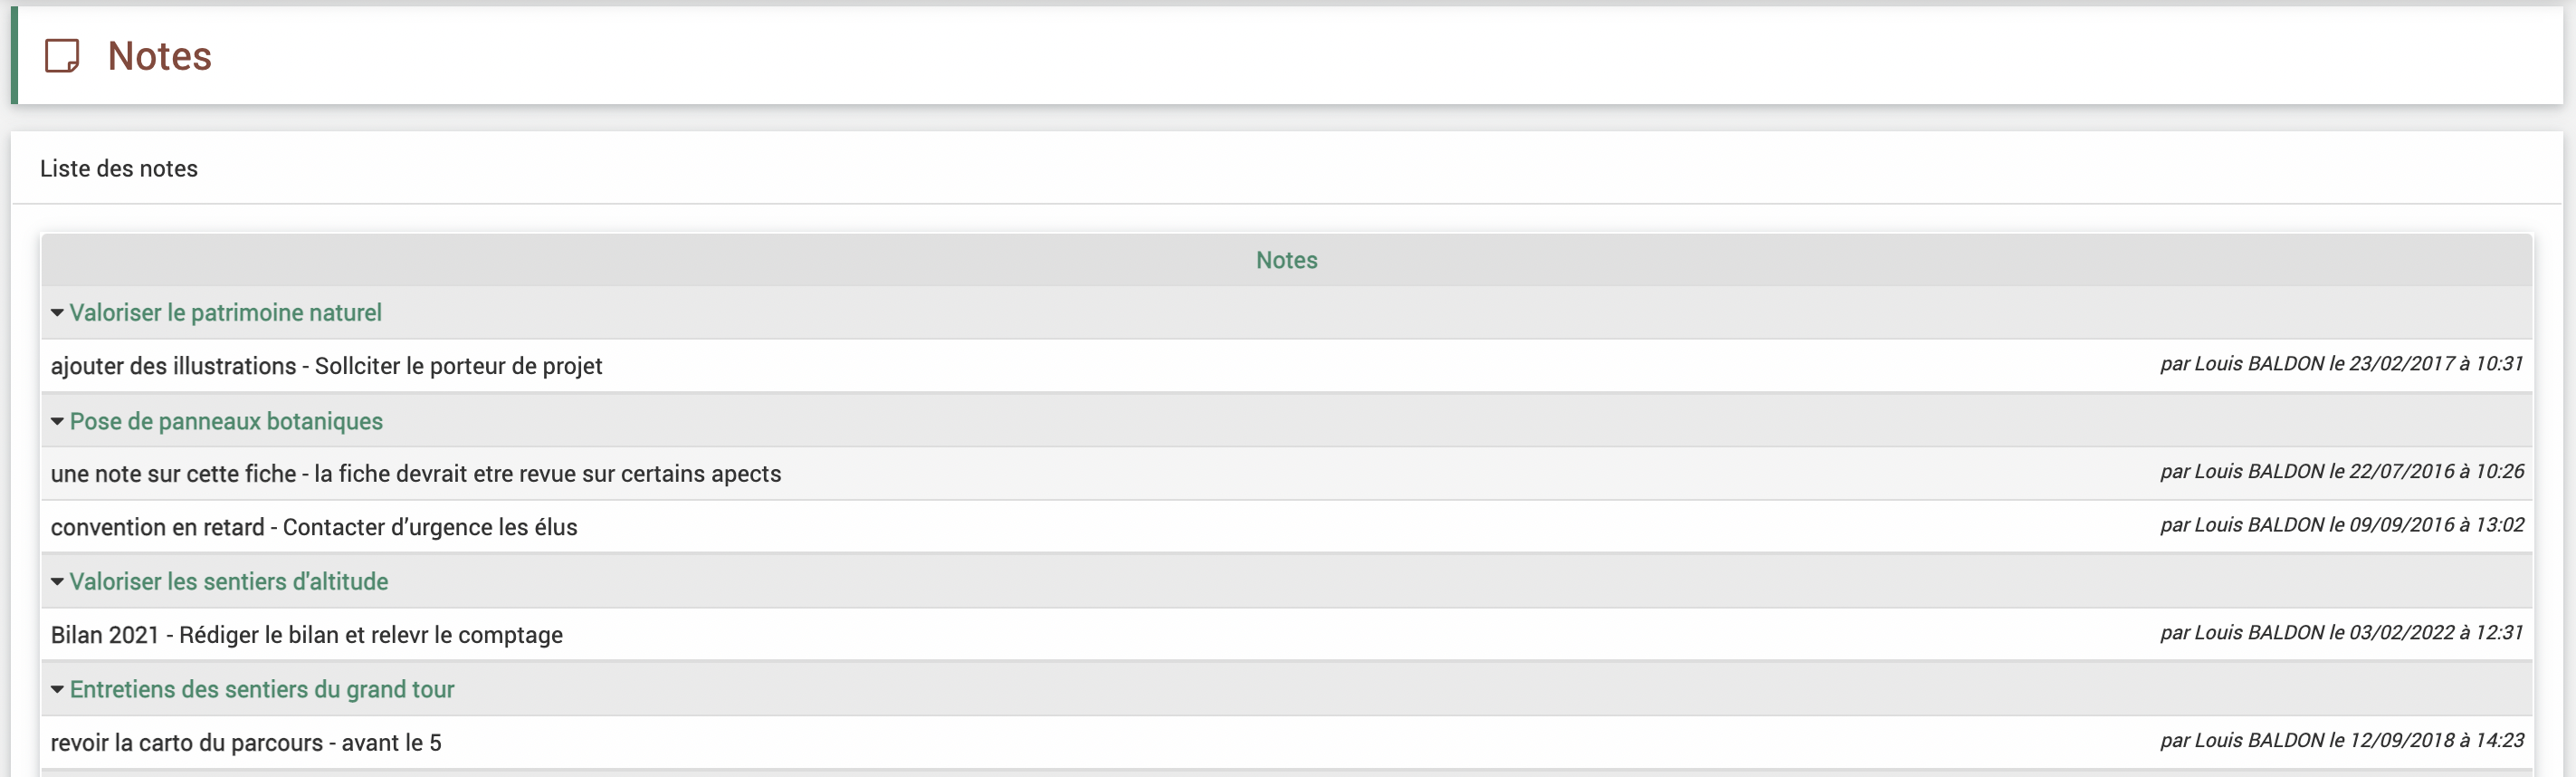 Notes
Liste des notes
Notes
Valoriser le patrimoine naturel
ajouter des illustrations - Sollciter le porteur de projet par Louis BALDON le 23/02/2017 à 10:31
Pose de panneaux botaniques
une note sur cette fiche - la fiche devrait etre revue sur certains apects par Louis BALDON le 22/07/2016 à 10:26
convention en retard - Contacter d’urgence les élus par Louis BALDON le 09/09/2016 à 13:02
Valoriser les sentiers d'altitude
Bilan 2021 - Rédiger le bilan et relevr le comptage par Louis BALDON le 03/02/2022 à 12:31
Entretiens des sentiers du grand tour
revoir la carto du parcours - avant le 5 par Louis BALDON le 12/09/2018 à 14:23